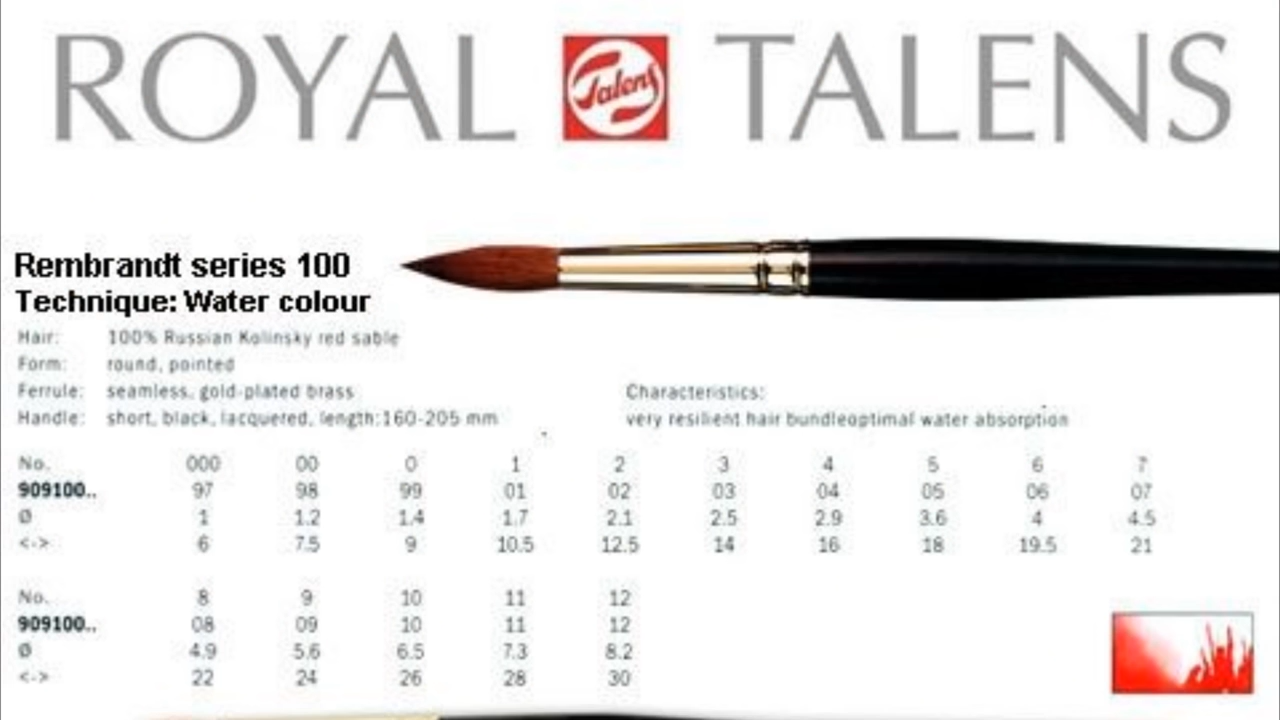 ROYAL Talens TALENS
Rembrandt series 100
Technique: Water colour
Hair: 100% Russian Kolinsky red sable
Form: round, pointed
Ferrule: seamless, gold-plated brass Characteristics:
Handle: short, black, lacquered, length:160-205 mm very resilient hair bundleoptimal water absorption
No. 000 00 0 1 2 3 4 5 6 7
909100.. 97 98 99 01 02 03 04 05 06 07
Ø 1 1.2 1.4 1.7 2.1 2.5 2.9 3.6 4 4.5
<-> 6 7.5 9 10.5 12.5 14 16 18 19.5 21
No. 8 9 10 11 12
909100.. 08 09 10 11 12
Ø 4.9 5.6 6.5 7.3 8.2
<-> 22 24 26 28 30